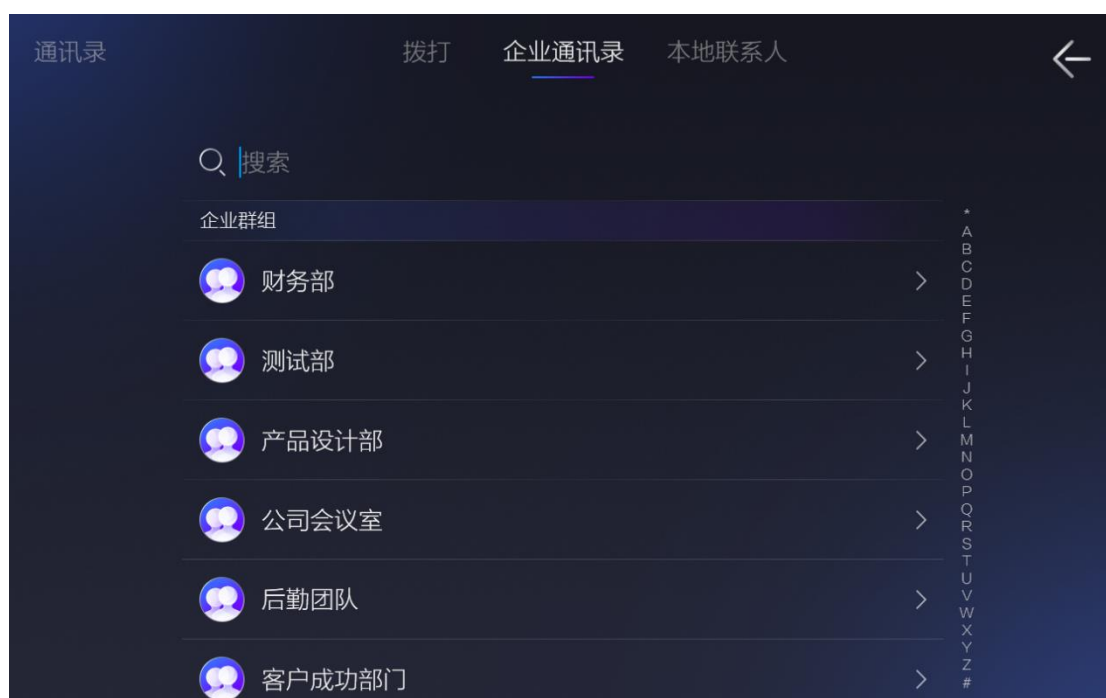 通讯录 拨打 企业通讯录 本地联系人
搜索
企业群组
财务部
测试部
产品设计部
公司会议室
后勤团队
客户成功部门
*
A
B
C
D
E
F
G
H
I
J
K
L
M
N
O
P
Q
R
S
T
U
V
W
X
Y
Z
#